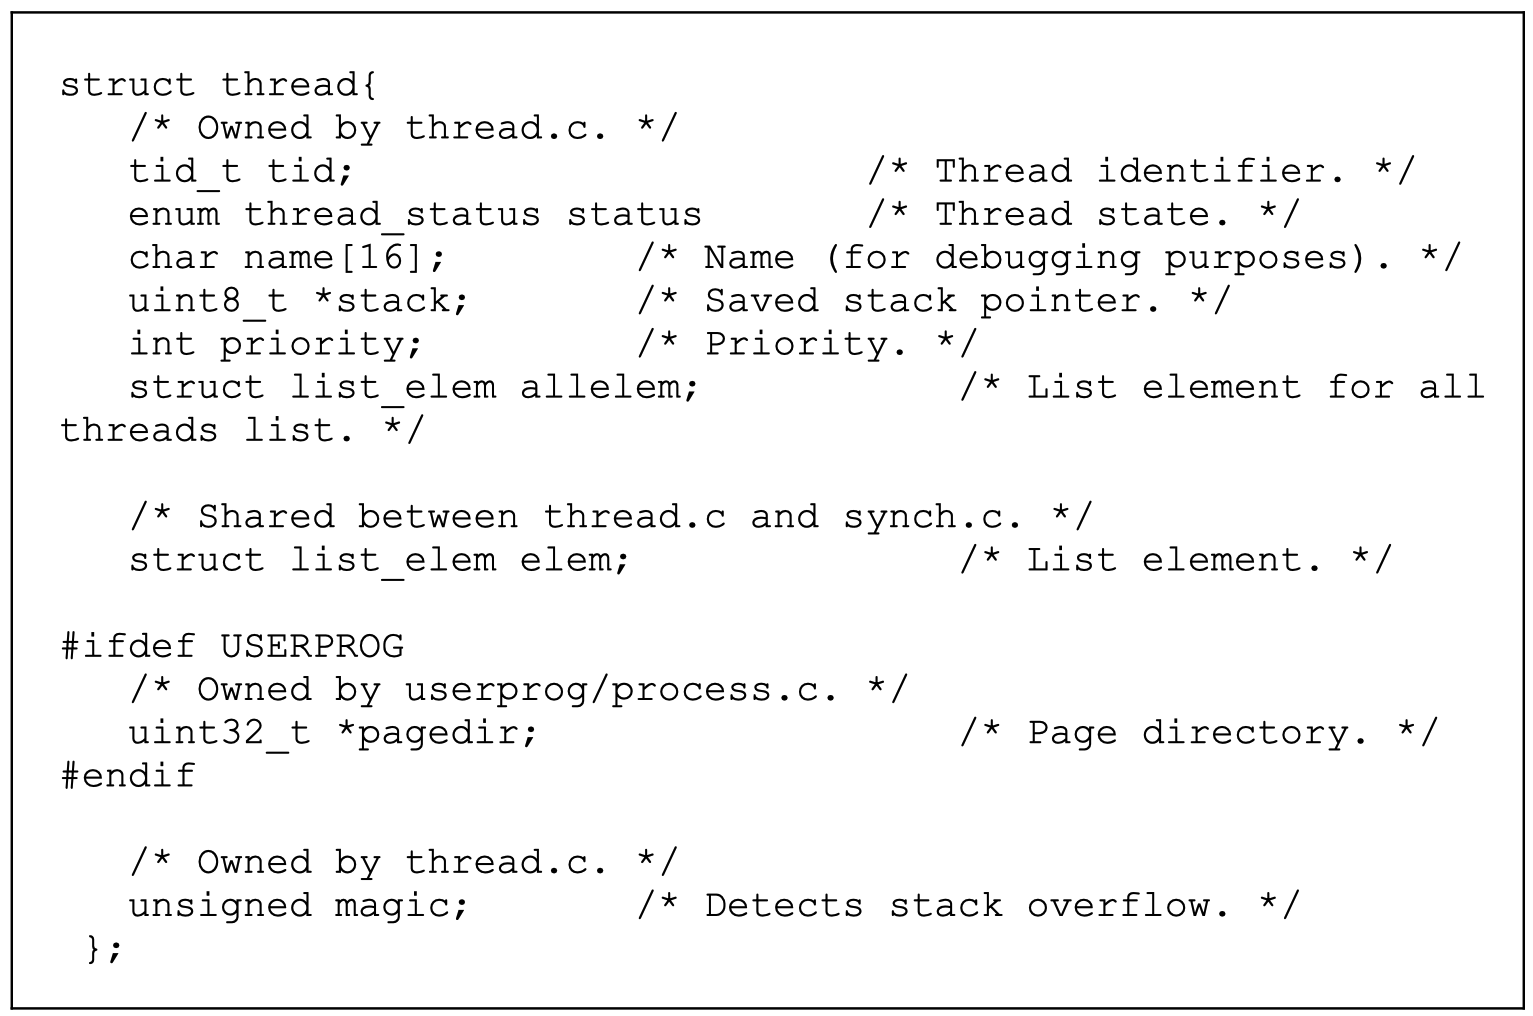 struct thread{
/* Owned by thread.c. */
tid_t tid; /* Thread identifier. */
enum thread_status status /* Thread state. */
char name[16]; /* Name (for debugging purposes). */
uint8_t *stack; /* Saved stack pointer. */
int priority; /* Priority. */
struct list_elem allelem; /* List element for all
threads list. */
/* Shared between thread.c and synch.c. */
struct list_elem elem; /* List element. */
#ifdef USERPROG
/* Owned by userprog/process.c. */
uint32_t *pagedir; /* Page directory. */
#endif
/* Owned by thread.c. */
unsigned magic; /* Detects stack overflow. */
};